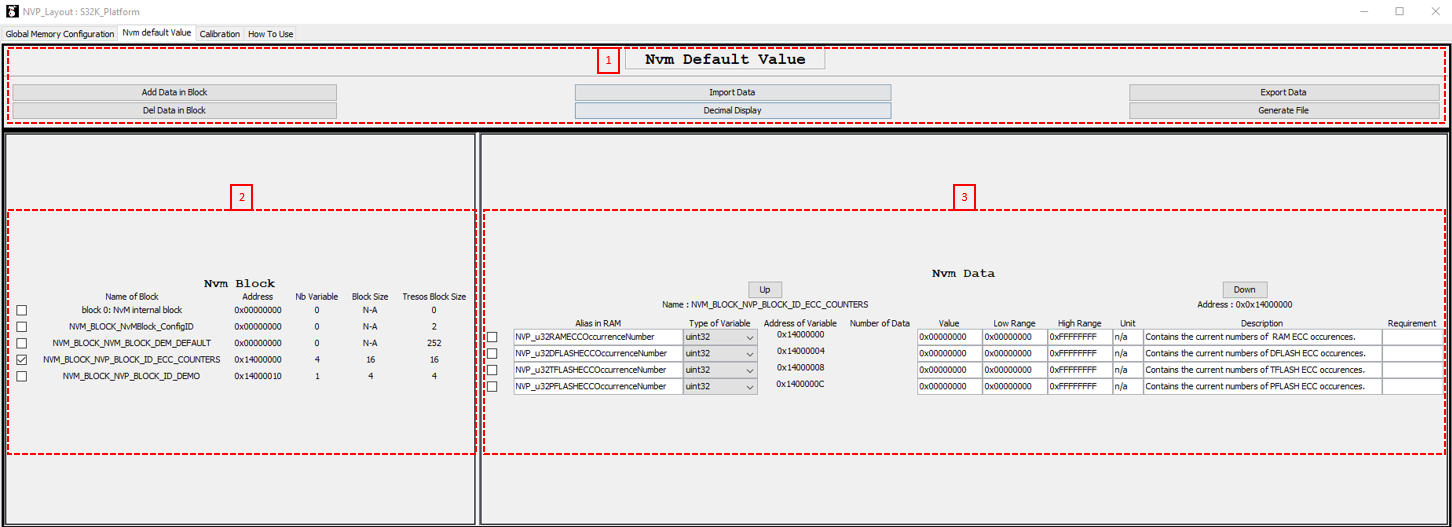 NVP_Layout : S32K_Platform
Global Memory Configuration Nvm default Value Calibration How To Use
1 Nvm Default Value
Add Data in Block Import Data Export Data
Del Data in Block Decimal Display Generate File
2
Nvm Block
Name of Block Address Nb Variable Block Size Tresos Block Size
block 0: NVM internal block 0x00000000 0 N-A 0
NVM_BLOCK_NvMBlock_ConfigID 0x00000000 0 N-A 2
NVM_BLOCK_NVM_BLOCK_DEM_DEFAULT 0x00000000 0 N-A 252
NVM_BLOCK_NVP_BLOCK_ID_ECC_COUNTERS 0x14000000 4 16 16
NVM_BLOCK_NVP_BLOCK_ID_DEMO 0x14000010 1 4 4
3
Nvm Data
Up Down
Name : NVM_BLOCK_NVP_BLOCK_ID_ECC_COUNTERS Address : 0x0x14000000
Alias in RAM Type of Variable Address of Variable Number of Data Value Low Range High Range Unit Description Requirement
NVP_u32RAMECCOccurrenceNumber uint32 0x14000000 0x00000000 0x00000000 0xFFFFFFFF n/a Contains the current numbers of RAM ECC occurences.
NVP_u32DFLASHECCOccurrenceNumber uint32 0x14000004 0x00000000 0x00000000 0xFFFFFFFF n/a Contains the current numbers of DFLASH ECC occurences.
NVP_u32TFLASHECCOccurrenceNumber uint32 0x14000008 0x00000000 0x00000000 0xFFFFFFFF n/a Contains the current numbers of TFLASH ECC occurences.
NVP_u32PFLASHECCOccurrenceNumber uint32 0x1400000C 0x00000000 0x00000000 0xFFFFFFFF n/a Contains the current numbers of PFLASH ECC occurences.